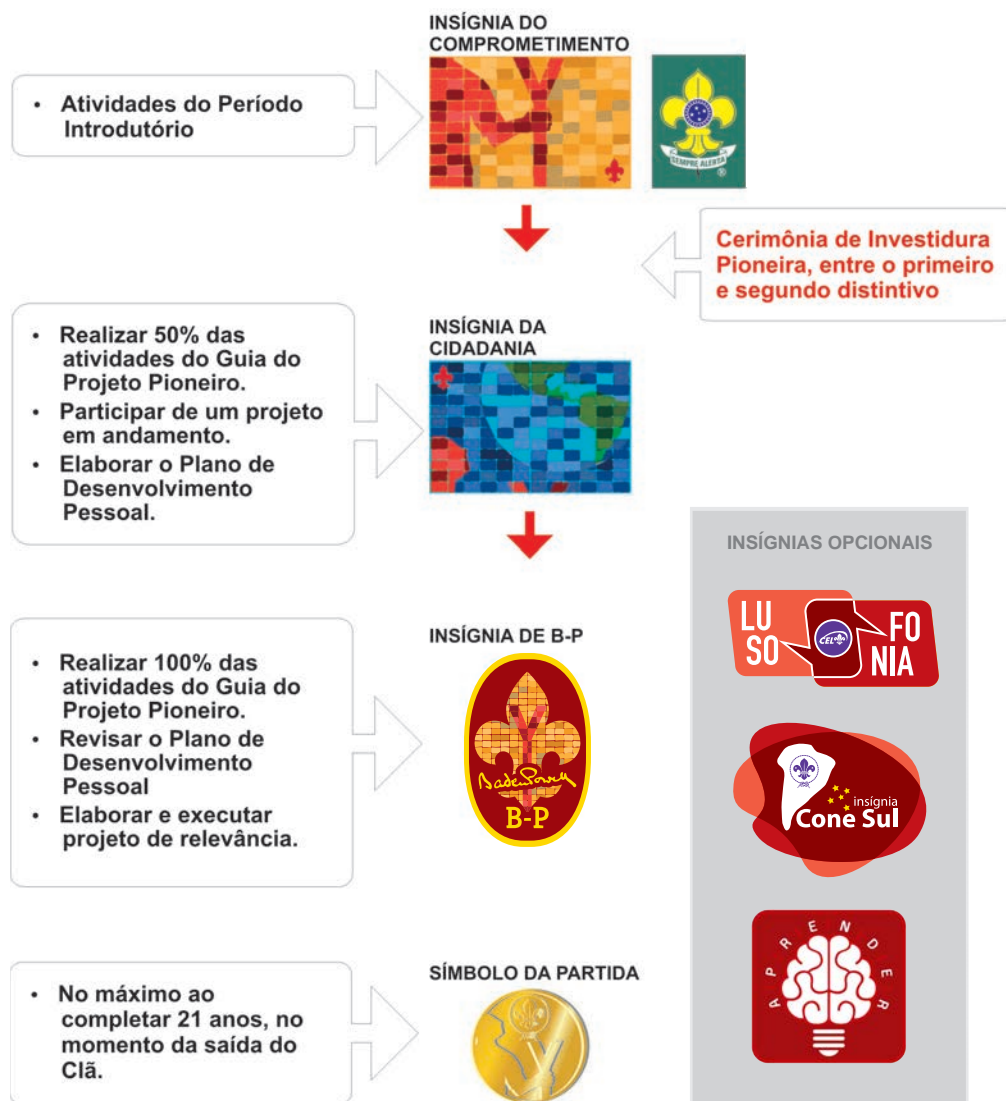 INSÍGNIA DO
COMPROMETIMENTO
• Atividades do Período
Introdutório
SEMPRE ALERTA
®
Cerimônia de Investidura
Pioneira, entre o primeiro
e segundo distintivo
• Realizar 50% das
atividades do Guia do
Projeto Pioneiro.
• Participar de um projeto
em andamento.
• Elaborar o Plano de
Desenvolvimento
Pessoal.
INSÍGNIA DA
CIDADANIA
• Realizar 100% das
atividades do Guia do
Projeto Pioneiro.
• Revisar o Plano de
Desenvolvimento
Pessoal
• Elaborar e executar
projeto de relevância.
INSÍGNIA DE B-P
Baden Powell
B-P
• No máximo ao
completar 21 anos, no
momento da saída do
Clã.
SÍMBOLO DA PARTIDA
INSÍGNIAS OPCIONAIS
LU
SO
CEL
FO
NIA
insígnia
Cone Sul
APRENDER